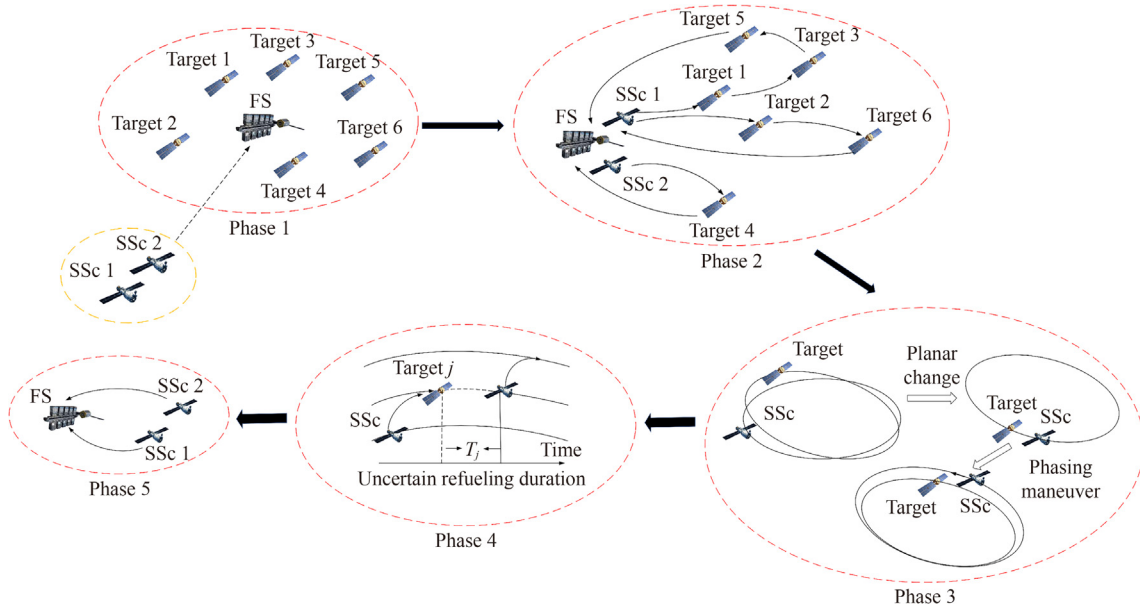 Target 3
Target 1
Target 5
FS
Target 2
Target 6
Target 4
Phase 1
SSc 2
SSc 1
Target 5
Target 3
Target 1
SSc 1
FS
Target 2
Target 6
SSc 2
Target 4
Phase 2
Target
SSc
Planar
change
Target
SSc
Phasing
maneuver
Target
SSc
Phase 3
Target j
SSc
Tj
Time
Uncertain refueling duration
Phase 4
FS
SSc 2
SSc 1
Phase 5